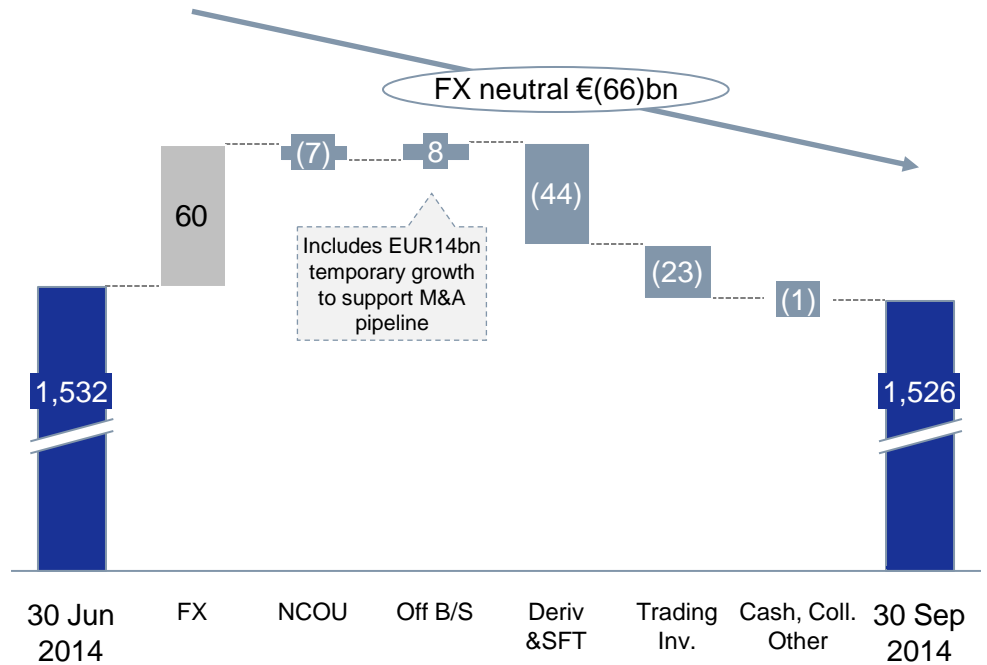 FX neutral €(66)bn
(7)
8
60
(44)
Includes EUR14bn
temporary growth
to support M&A
pipeline
(23)
(1)
1,532
1,526
30 Jun
2014
FX
NCOU
Off B/S
Deriv
&SFT
Trading
Inv.
Cash, Coll.
Other
30 Sep
2014